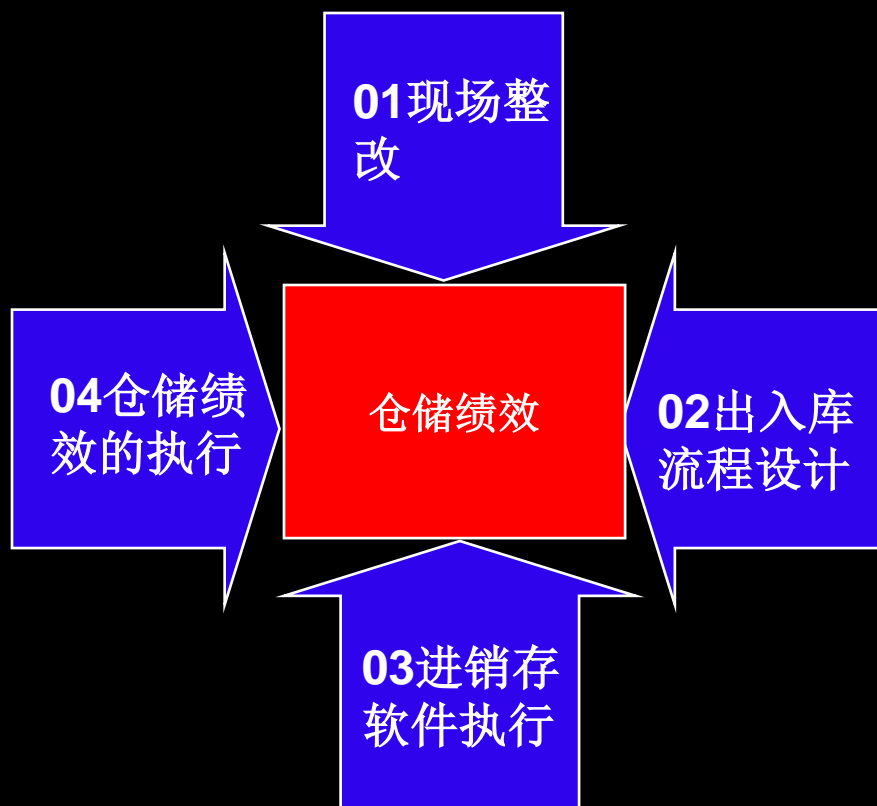 01现场整
改
04仓储绩
效的执行
仓储绩效
02出入库
流程设计
03进销存
软件执行